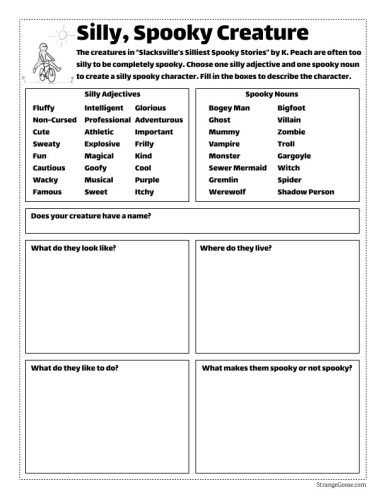 Silly, Spooky Creature
The creatures in "Slacksville's Silliest Spooky Stories" by K. Peach are often too
silly to be completely spooky. Choose one silly adjective and one spooky noun
to create a silly spooky character. Fill in the boxes to describe the character.
Silly Adjectives
Fluffy Intelligent Glorious
Non-Cursed Professional Adventurous
Cute Athletic Important
Sweaty Explosive Frilly
Fun Magical Kind
Cautious Goofy Cool
Wacky Musical Purple
Famous Sweet Itchy
Spooky Nouns
Bogey Man Bigfoot
Ghost Villain
Mummy Zombie
Vampire Troll
Monster Gargoyle
Sewer Mermaid Witch
Gremlin Spider
Werewolf Shadow Person
Does your creature have a name?
What do they look like?
Where do they live?
What do they like to do?
What makes them spooky or not spooky?
StrangeGoose.com